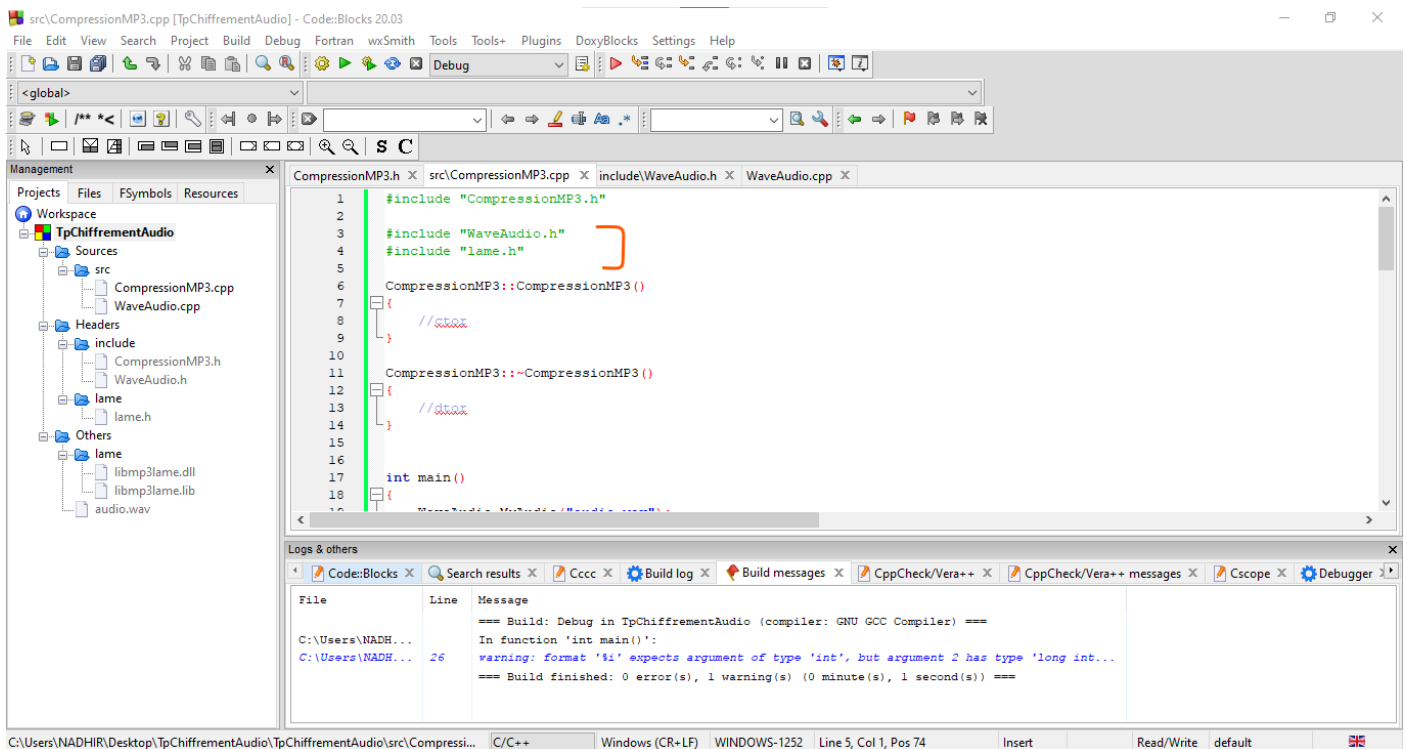 src\CompressionMP3.cpp [TpChiffrementAudio] - Code::Blocks 20.03
File Edit View Search Project Build Debug Fortran wxSmith Tools Tools+ Plugins DoxyBlocks Settings Help
Debug
<global>
/** *<
Aa .*
S C
Management
Projects Files FSymbols Resources
Workspace
TpChiffrementAudio
Sources
src
CompressionMP3.cpp
WaveAudio.cpp
Headers
include
CompressionMP3.h
WaveAudio.h
lame
lame.h
Others
lame
libmp3lame.dll
libmp3lame.lib
audio.wav
CompressionMP3.h X src\CompressionMP3.cpp X include\WaveAudio.h X WaveAudio.cpp X
1 #include "CompressionMP3.h"
2
3 #include "WaveAudio.h"
4 #include "lame.h"
5
6 CompressionMP3::CompressionMP3()
7 {
8 //ctor
9 }
10
11 CompressionMP3::~CompressionMP3()
12 {
13 //dtor
14 }
15
16
17 int main()
18 {
Logs & others
Code::Blocks X Search results X Cccc X Build log X Build messages X CppCheck/Vera++ X CppCheck/Vera++ messages X Cscope X Debugger
File Line Message
=== Build: Debug in TpChiffrementAudio (compiler: GNU GCC Compiler) ===
C:\Users\NADH... In function 'int main()':
C:\Users\NADH... 26 warning: format '%i' expects argument of type 'int', but argument 2 has type 'long int...
=== Build finished: 0 error(s), 1 warning(s) (0 minute(s), 1 second(s)) ===
C:\Users\NADHIR\Desktop\TpChiffrementAudio\TpChiffrementAudio\src\Compressi... C/C++ Windows (CR+LF) WINDOWS-1252 Line 5, Col 1, Pos 74 Insert Read/Write default